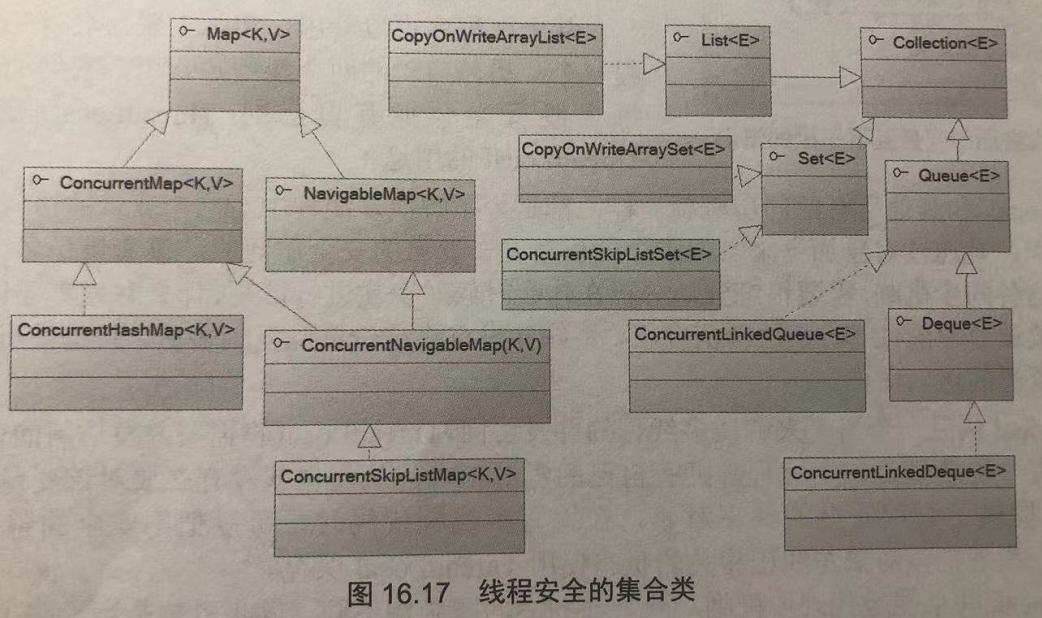 Map<K,V>
CopyOnWriteArrayList<E>
List<E>
Collection<E>
CopyOnWriteArraySet<E>
Set<E>
Queue<E>
ConcurrentMap<K,V>
NavigableMap<K,V>
ConcurrentSkipListSet<E>
ConcurrentHashMap<K,V>
ConcurrentNavigableMap(K,V)
ConcurrentLinkedQueue<E>
Deque<E>
ConcurrentSkipListMap<K,V>
ConcurrentLinkedDeque<E>
图 16.17 线程安全的集合类